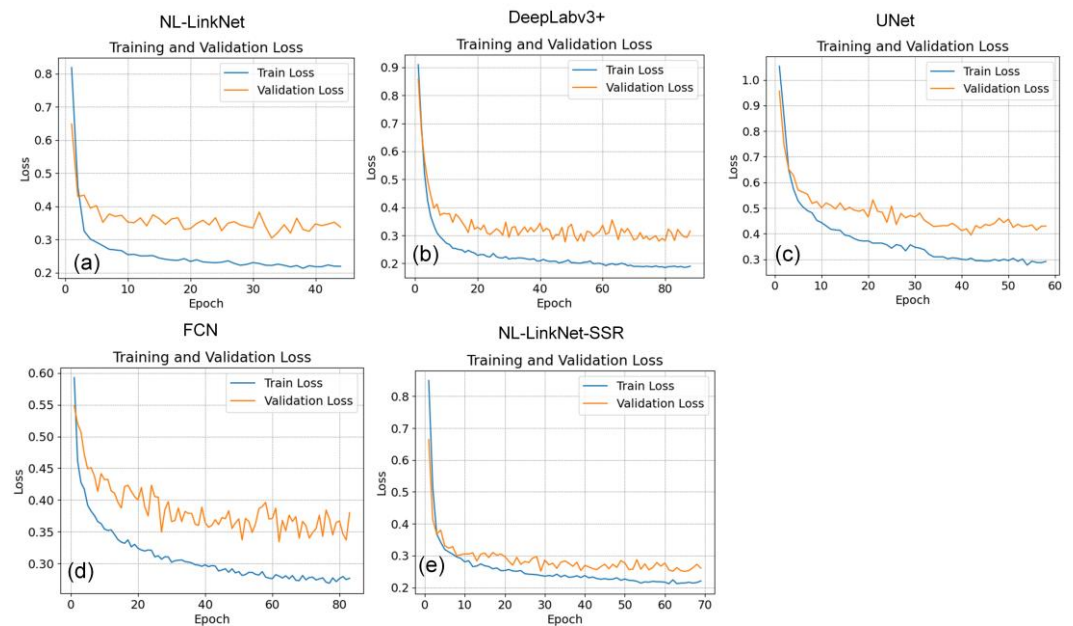 NL-LinkNet
Training and Validation Loss
Train Loss
Validation Loss
0.8
0.7
0.6
0.5
0.4
0.3
0.2
Loss
(a)
0 10 20 30 40
Epoch
DeepLabv3+
Training and Validation Loss
Train Loss
Validation Loss
0.9
0.8
0.7
0.6
0.5
0.4
0.3
0.2
Loss
(b)
0 20 40 60 80
Epoch
UNet
Training and Validation Loss
Train Loss
Validation Loss
1.0
0.9
0.8
0.7
0.6
0.5
0.4
0.3
Loss
(c)
0 10 20 30 40 50 60
Epoch
FCN
Training and Validation Loss
Train Loss
Validation Loss
0.60
0.55
0.50
0.45
0.40
0.35
0.30
Loss
(d)
0 20 40 60 80
Epoch
NL-LinkNet-SSR
Training and Validation Loss
Train Loss
Validation Loss
0.8
0.7
0.6
0.5
0.4
0.3
0.2
Loss
(e)
0 10 20 30 40 50 60 70
Epoch